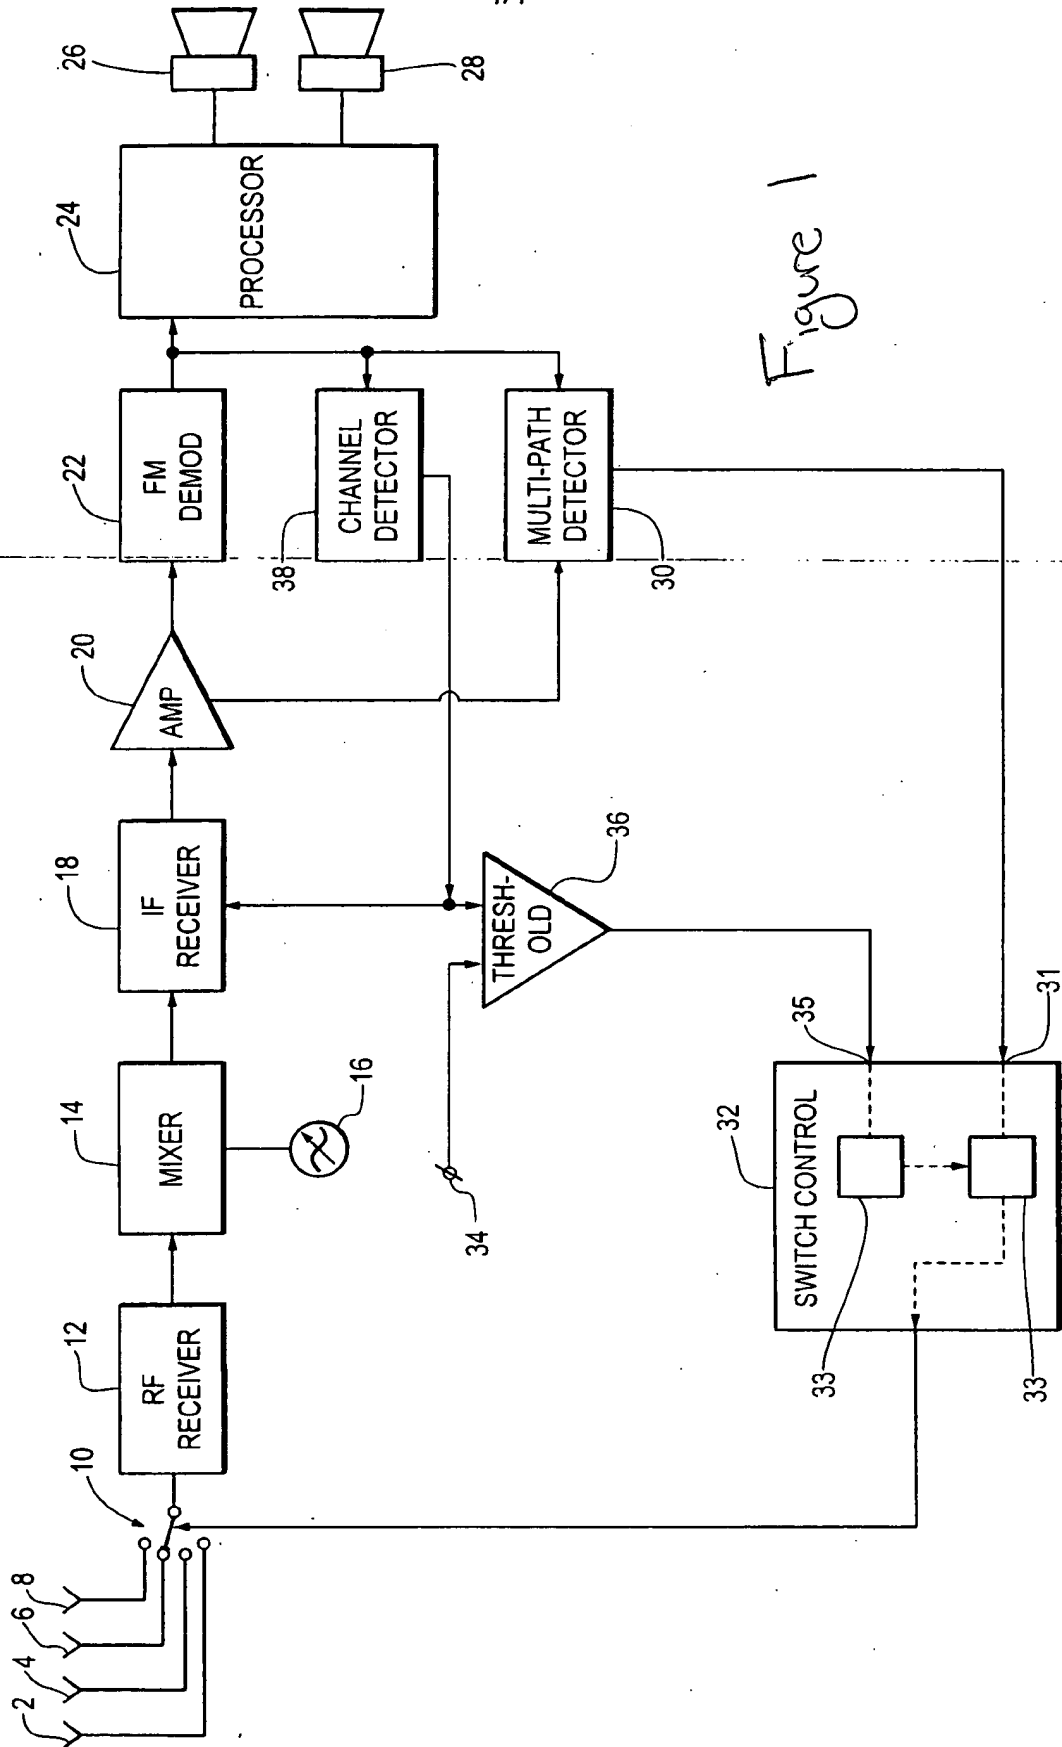 2
4
6
8
10
12
RF
RECEIVER
14
MIXER
16
18
IF
RECEIVER
20
AMP
22
FM
DEMOD
24
PROCESSOR
26
28
38
CHANNEL
DETECTOR
MULTI-PATH
DETECTOR
30
34
THRESH-
OLD
36
32
SWITCH CONTROL
35
31
33
33
Figure 1